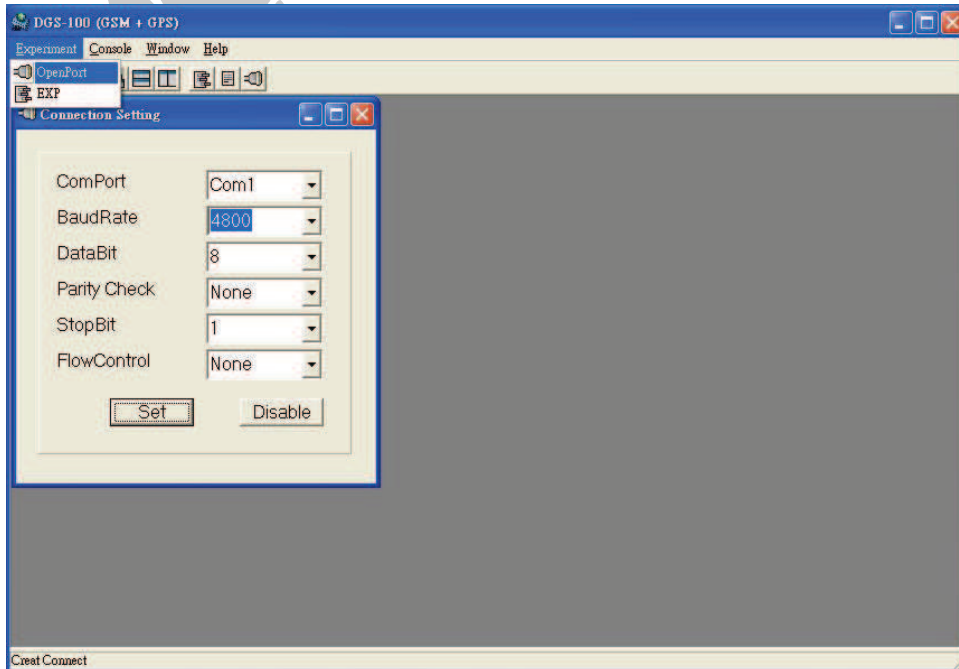 DGS-100 (GSM + GPS)
Experiment Console Window Help
OpenPort
EXP
Connection Setting
ComPort Com1
BaudRate 4800
DataBit 8
Parity Check None
StopBit 1
FlowControl None
Set Disable
Creat Connect